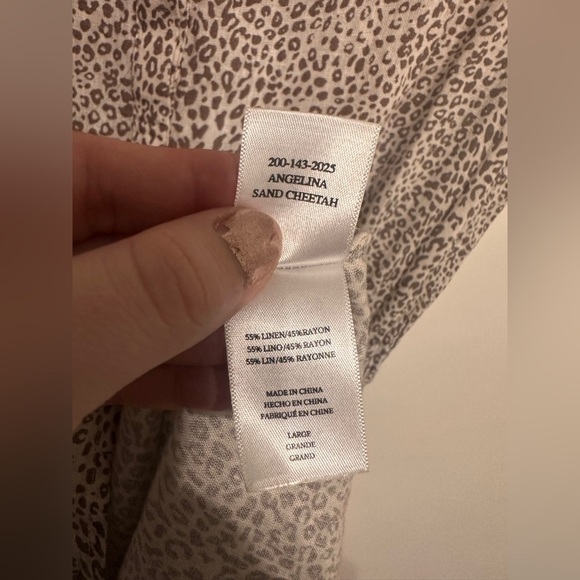 200-143-2025
ANGELINA
SAND CHEETAH
55% LINEN/45%RAYON
55% LINO/45% RAYON
55% LIN/45% RAYONNE
MADE IN CHINA
HECHO EN CHINA
FABRIQUÉ EN CHINE
LARGE
GRANDE
GRAND